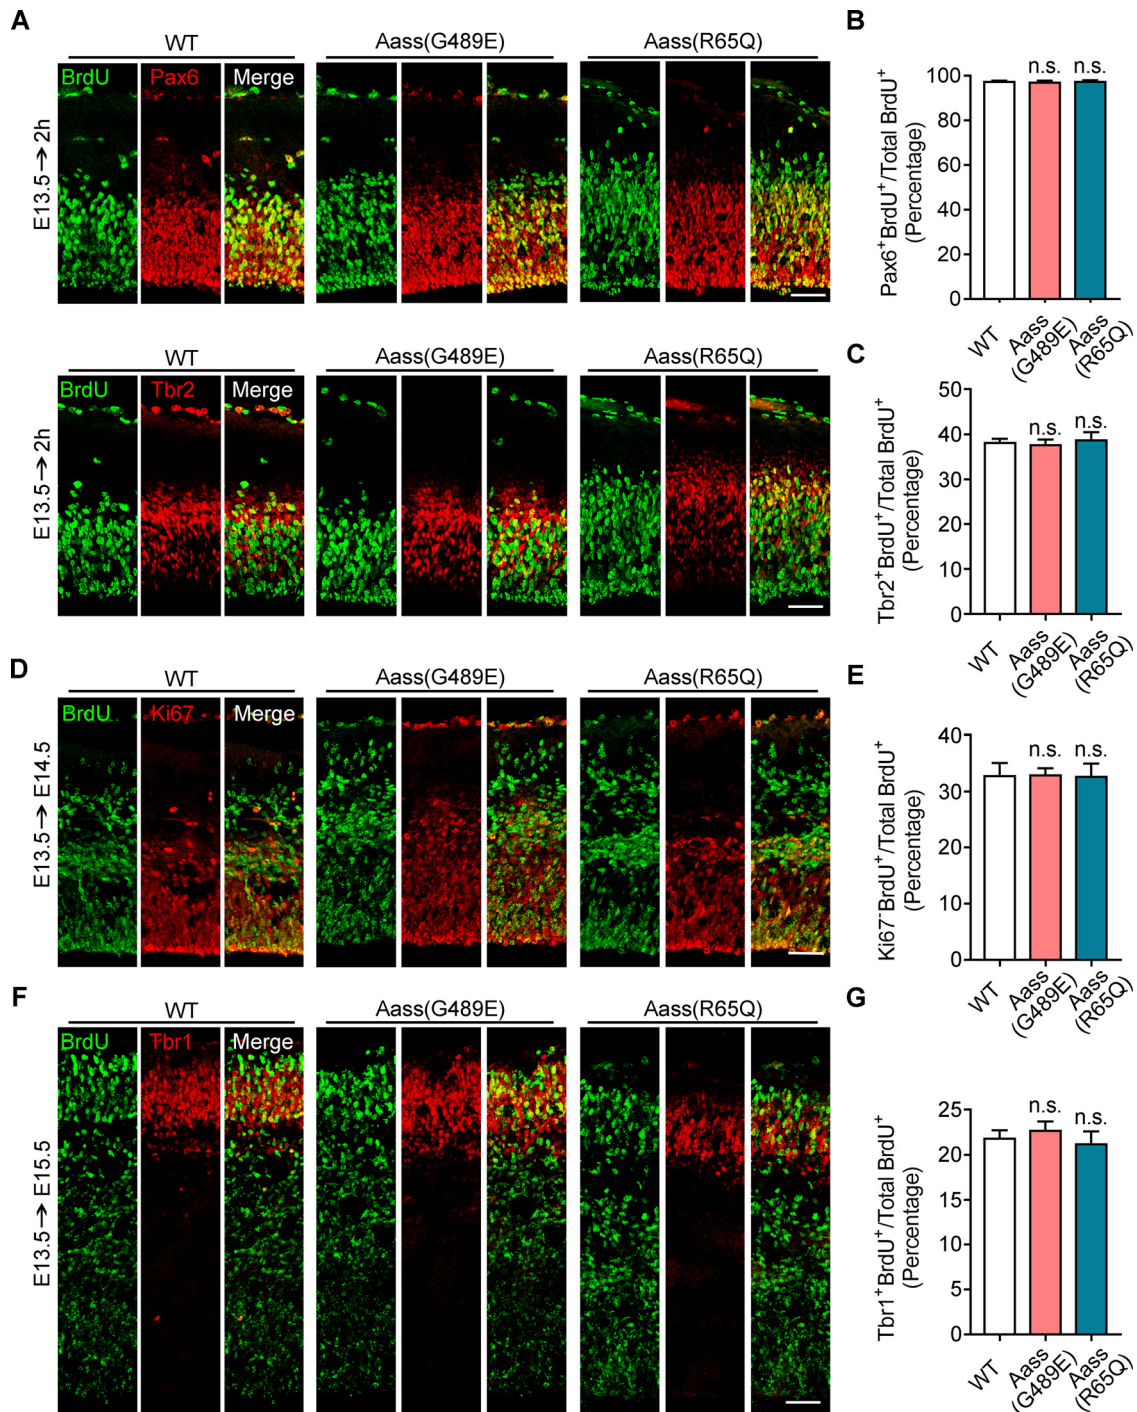 A
WT
Aass(G489E)
Aass(R65Q)
BrdU
Pax6
Merge
E13.5→2h
B
Pax6⁺BrdU⁺/Total BrdU⁺
(Percentage)
100
80
60
40
20
0
n.s.
n.s.
WT
Aass
(G489E)
Aass
(R65Q)
WT
Aass(G489E)
Aass(R65Q)
BrdU
Tbr2
Merge
E13.5→2h
C
Tbr2⁺BrdU⁺/Total BrdU⁺
(Percentage)
50
40
30
20
10
0
n.s.
n.s.
WT
Aass
(G489E)
Aass
(R65Q)
D
WT
Aass(G489E)
Aass(R65Q)
BrdU
Ki67
Merge
E13.5→E14.5
E
Ki67⁻BrdU⁺/Total BrdU⁺
(Percentage)
40
30
20
10
0
n.s.
n.s.
WT
Aass
(G489E)
Aass
(R65Q)
F
WT
Aass(G489E)
Aass(R65Q)
BrdU
Tbr1
Merge
E13.5→E15.5
G
Tbr1⁺BrdU⁺/Total BrdU⁺
(Percentage)
25
20
15
10
5
0
n.s.
n.s.
WT
Aass
(G489E)
Aass
(R65Q)